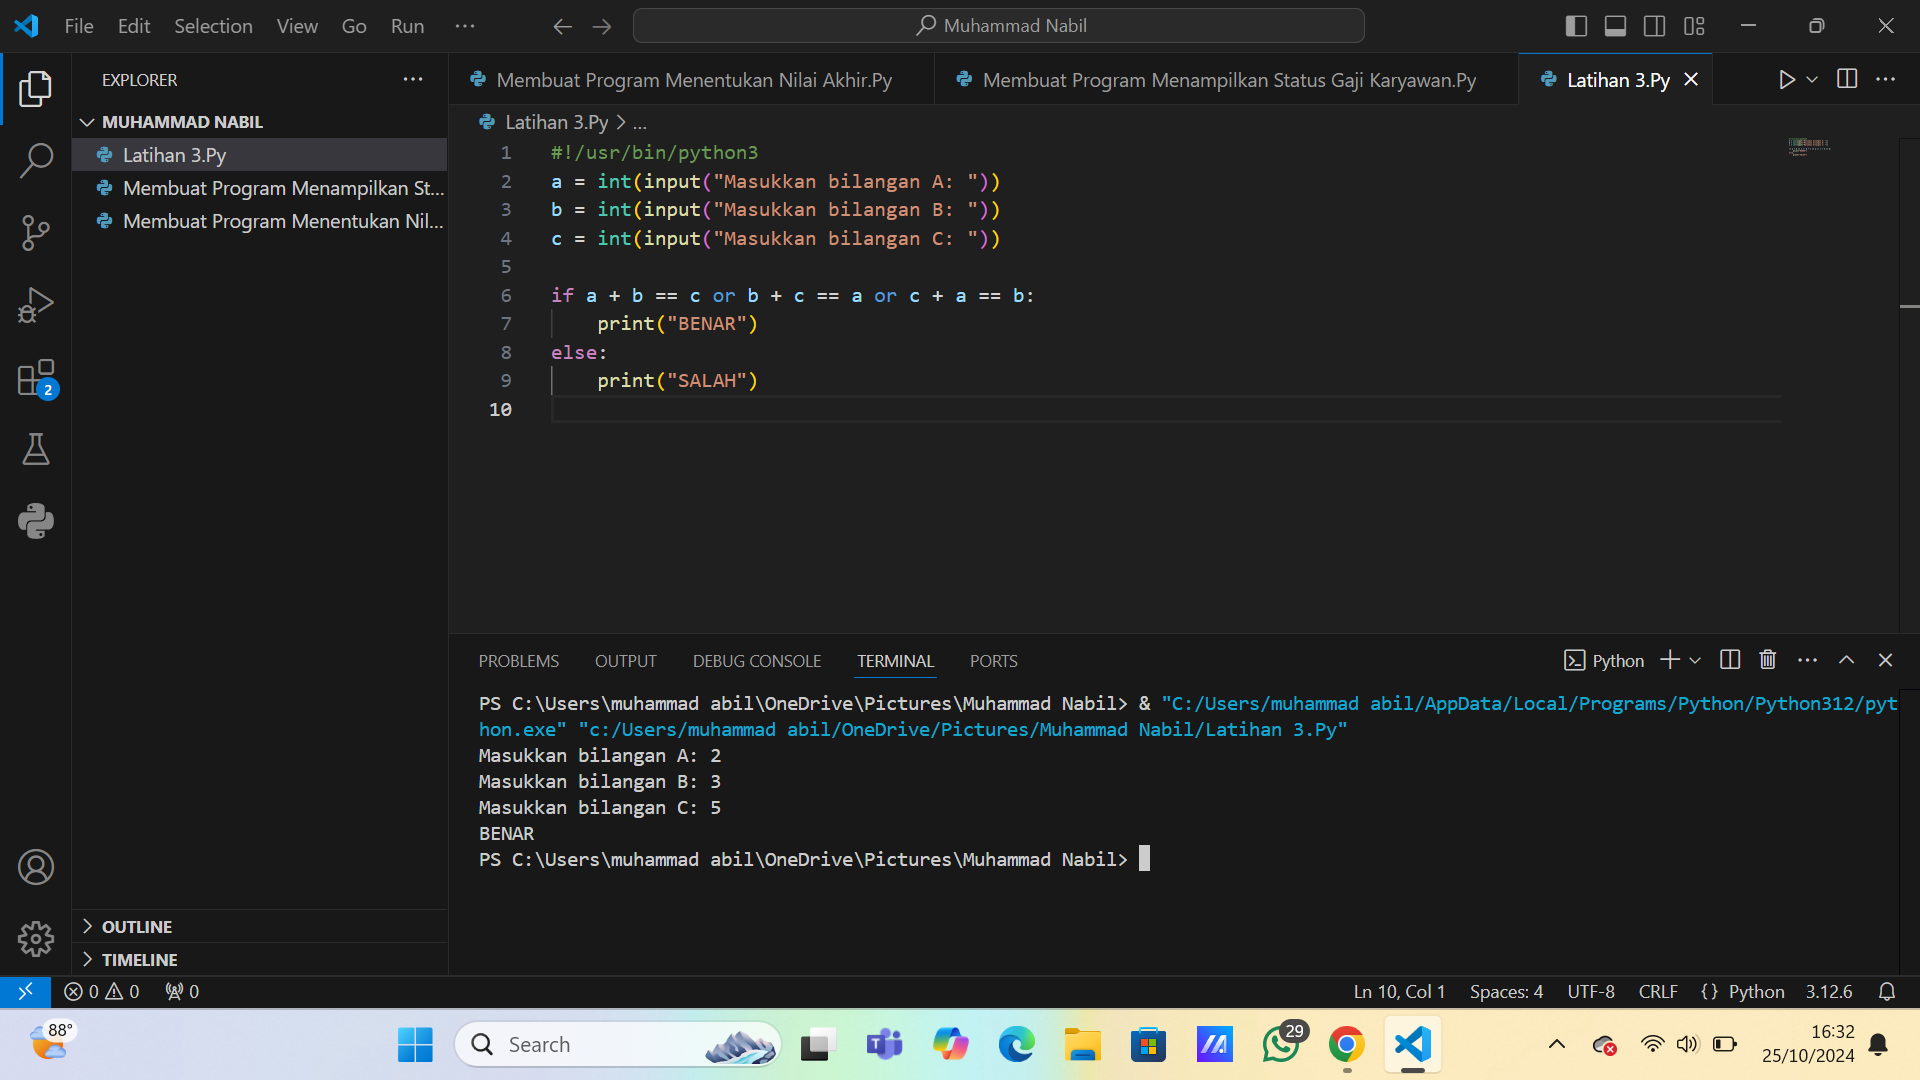 File Edit Selection View Go Run ···
Muhammad Nabil
EXPLORER
MUHAMMAD NABIL
Latihan 3.Py
Membuat Program Menampilkan St...
Membuat Program Menentukan Nil...
OUTLINE
TIMELINE
2
Membuat Program Menentukan Nilai Akhir.Py
Membuat Program Menampilkan Status Gaji Karyawan.Py
Latihan 3.Py
Latihan 3.Py > ...
1 #!/usr/bin/python3
2 a = int(input("Masukkan bilangan A: "))
3 b = int(input("Masukkan bilangan B: "))
4 c = int(input("Masukkan bilangan C: "))
5
6 if a + b == c or b + c == a or c + a == b:
7     print("BENAR")
8 else:
9     print("SALAH")
10
PROBLEMS OUTPUT DEBUG CONSOLE TERMINAL PORTS
Python
PS C:\Users\muhammad abil\OneDrive\Pictures\Muhammad Nabil> & "C:/Users/muhammad abil/AppData/Local/Programs/Python/Python312/pyt
hon.exe" "c:/Users/muhammad abil/OneDrive/Pictures/Muhammad Nabil/Latihan 3.Py"
Masukkan bilangan A: 2
Masukkan bilangan B: 3
Masukkan bilangan C: 5
BENAR
PS C:\Users\muhammad abil\OneDrive\Pictures\Muhammad Nabil>
0 0 0
Ln 10, Col 1 Spaces: 4 UTF-8 CRLF {} Python 3.12.6
88°
Search
29
16:32
25/10/2024